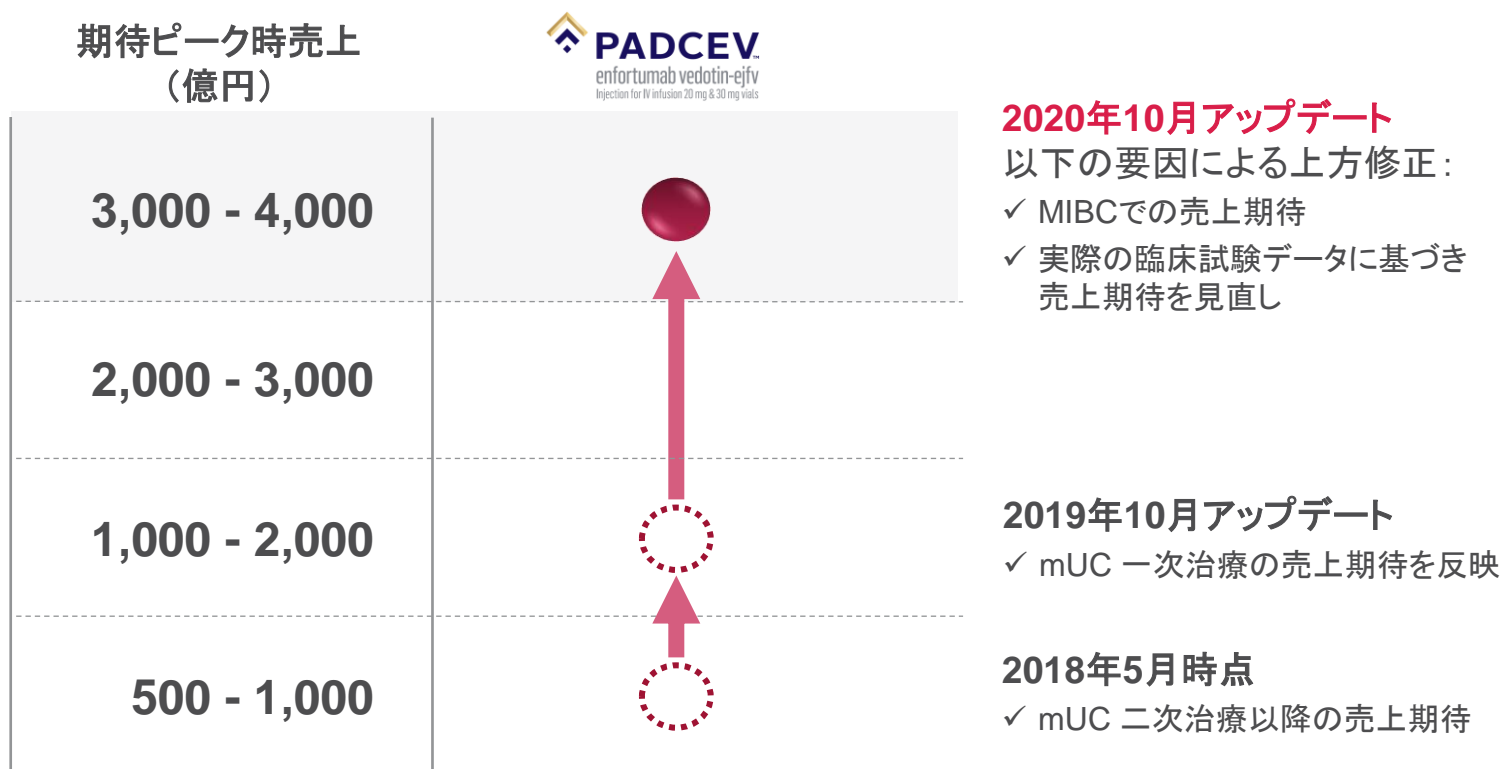 期待ピーク時売上
（億円）
PADCEV™
enfortumab vedotin-ejfv
Injection for IV infusion 20 mg & 30 mg vials
3,000 - 4,000
2,000 - 3,000
1,000 - 2,000
500 - 1,000
2020年10月アップデート
以下の要因による上方修正：
✓ MIBCでの売上期待
✓ 実際の臨床試験データに基づき
売上期待を見直し
2019年10月アップデート
✓ mUC 一次治療の売上期待を反映
2018年5月時点
✓ mUC 二次治療以降の売上期待